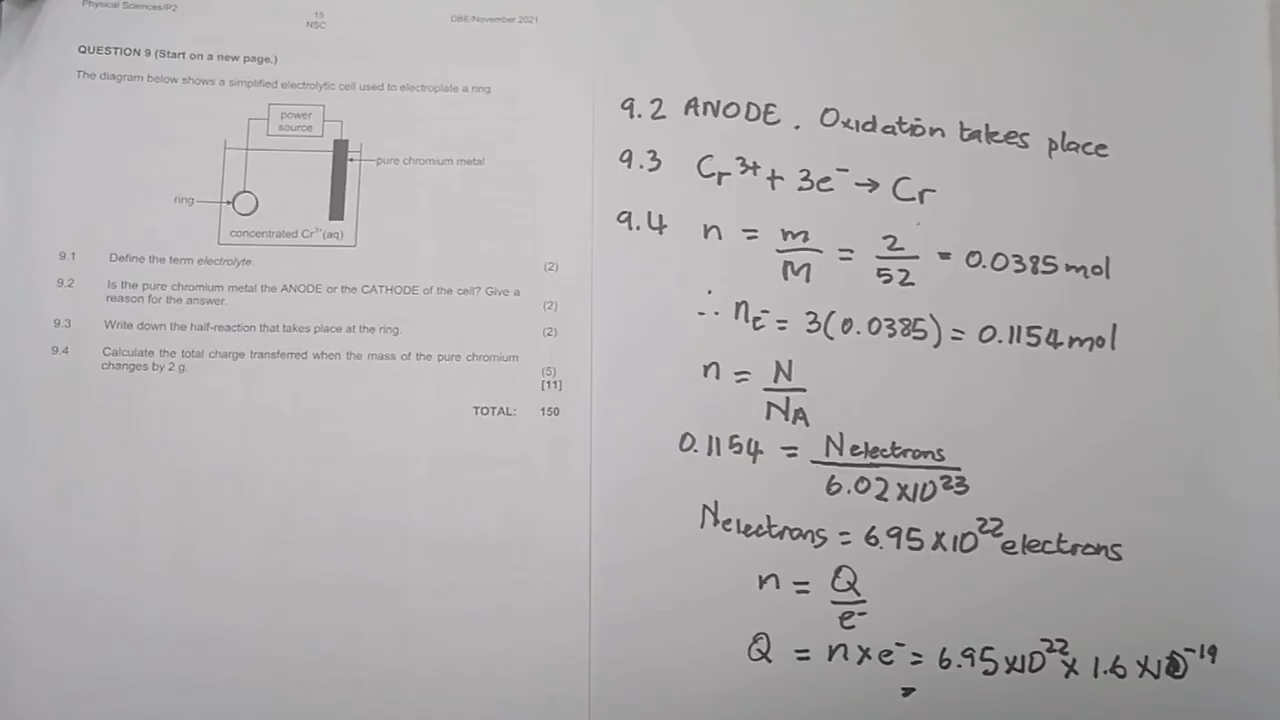 Physical Sciences/P2
15
NSC
DBE/November 2021
QUESTION 9 (Start on a new page.)
The diagram below shows a simplified electrolytic cell used to electroplate a ring
power
source
pure chromium metal
ring
concentrated Cr³⁺(aq)
9.1 Define the term electrolyte. (2)
9.2 Is the pure chromium metal the ANODE or the CATHODE of the cell? Give a
reason for the answer. (2)
9.3 Write down the half-reaction that takes place at the ring. (2)
9.4 Calculate the total charge transferred when the mass of the pure chromium
changes by 2 g. (5)
[11]
TOTAL: 150
9.2 ANODE. Oxidation takes place
9.3 Cr³⁺ + 3e⁻ → Cr
9.4 n = m/M = 2/52 = 0.0385 mol
∴ nₑ⁻ = 3(0.0385) = 0.1154 mol
n = N/NA
0.1154 = Nelectrons/6.02×10²³
Nelectrons = 6.95×10²² electrons
n = Q/e⁻
Q = n×e⁻ = 6.95×10²² × 1.6×10⁻¹⁹
=